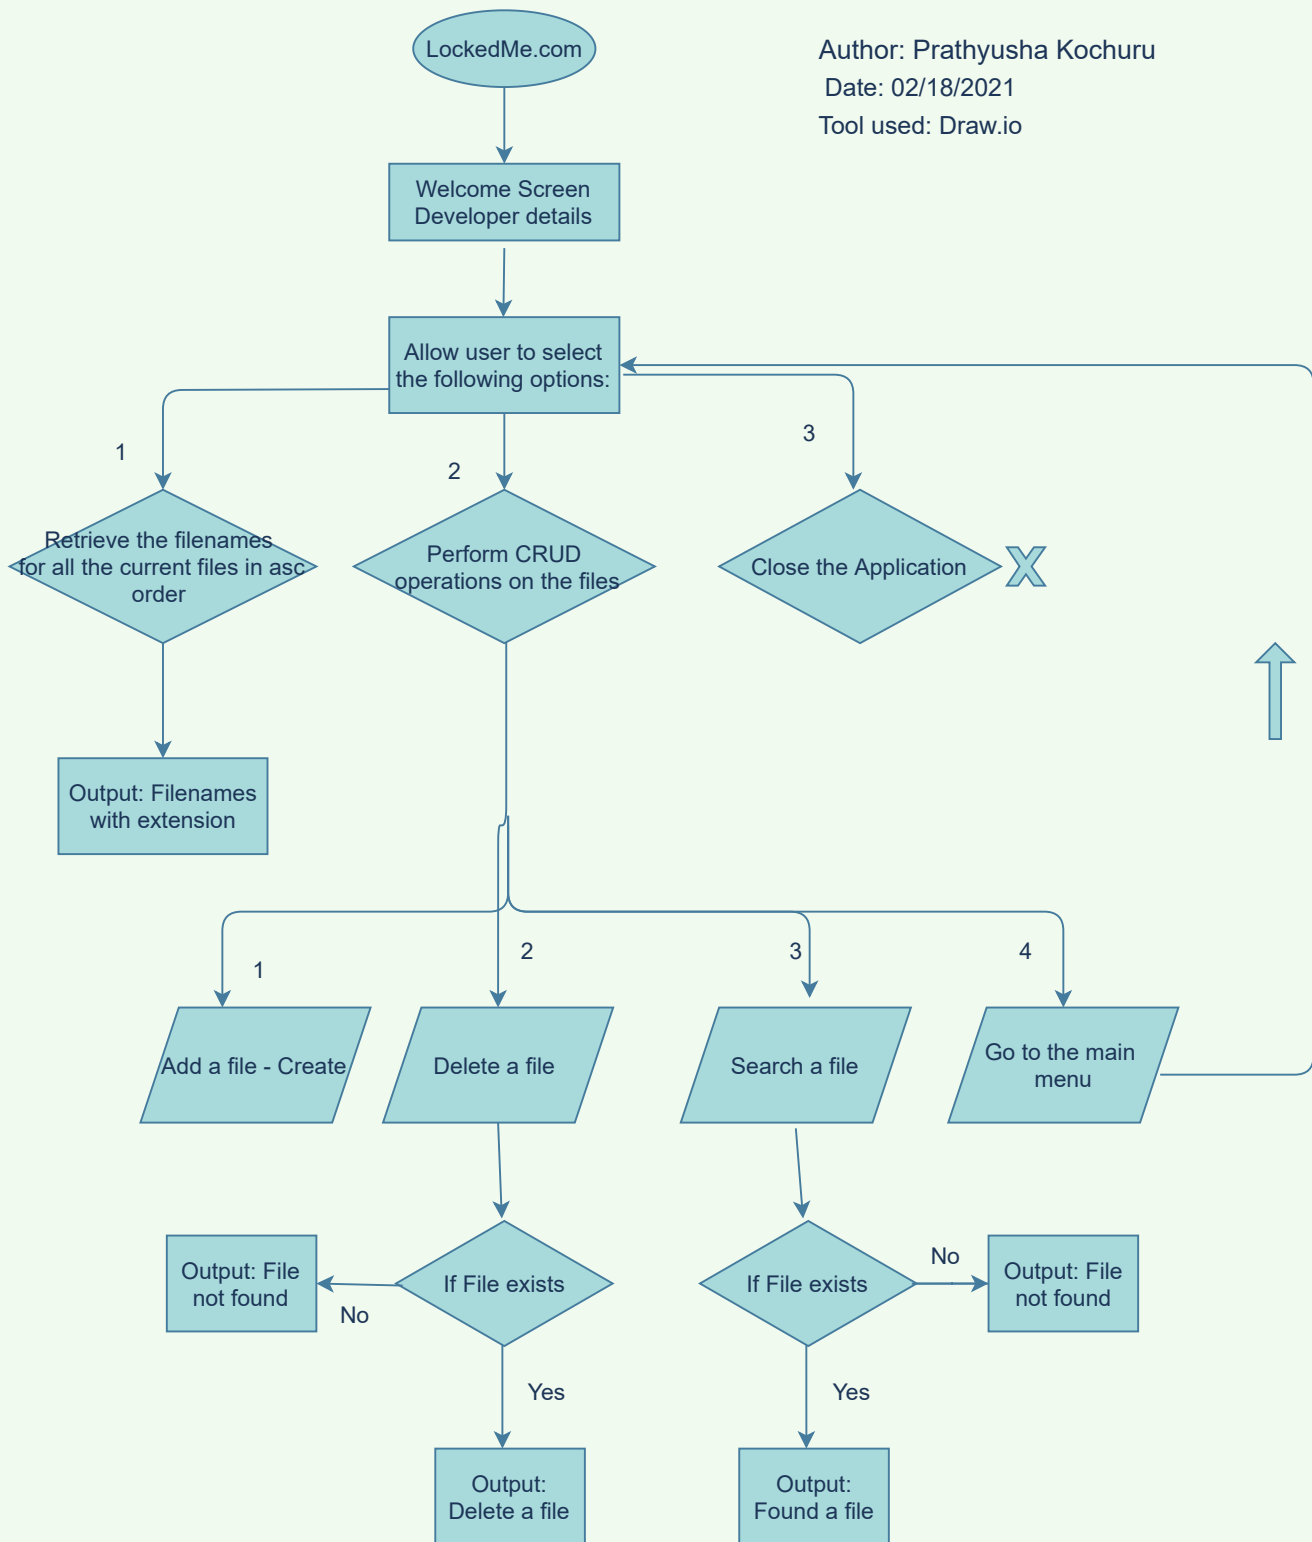 LockedMe.com
Author: Prathyusha Kochuru
Date: 02/18/2021
Tool used: Draw.io
Welcome Screen
Developer details
Allow user to select
the following options:
1
2
3
Retrieve the filenames
for all the current files in asc
order
Perform CRUD
operations on the files
Close the Application
X
Output: Filenames
with extension
1
2
3
4
Add a file - Create
Delete a file
Search a file
Go to the main
menu
Output: File
not found
No
If File exists
If File exists
No
Output: File
not found
Yes
Yes
Output:
Delete a file
Output:
Found a file